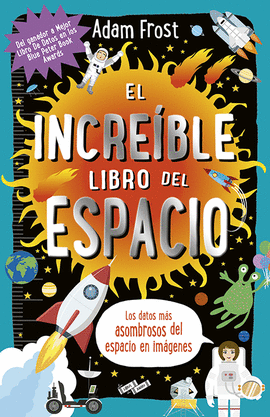 Adam Frost
Del ganador a Mejor
Libro De Datos en los
Blue Peter Book
Awards
EL
INCREÍBLE
LIBRO DEL
ESPACIO
Los datos más
asombrosos del
espacio en imágenes